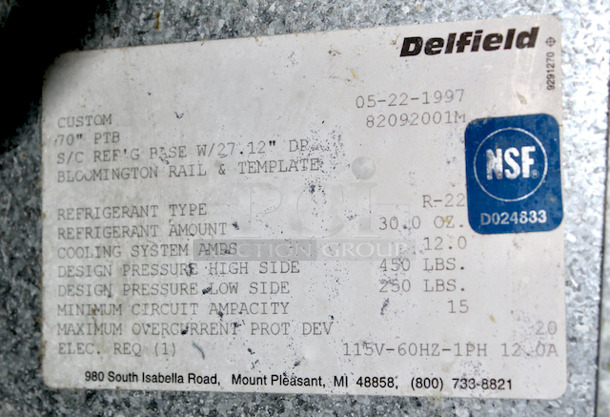 Delfield
9291270
05-22-1997
CUSTOM 82092001M
70" PTB
S/C REF'G BASE W/27.12" DP
BLOOMINGTON RAIL & TEMPLATE
NSF
D024833
REFRIGERANT TYPE R-22
REFRIGERANT AMOUNT 30.0 OZ.
COOLING SYSTEM AMPS 12.0
DESIGN PRESSURE HIGH SIDE 450 LBS.
DESIGN PRESSURE LOW SIDE 250 LBS.
MINIMUM CIRCUIT AMPACITY 15
MAXIMUM OVERCURRENT PROT DEV 20
ELEC. REQ (1) 115V-60HZ-1PH 12.0A
980 South Isabella Road, Mount Pleasant, MI 48858, (800) 733-8821